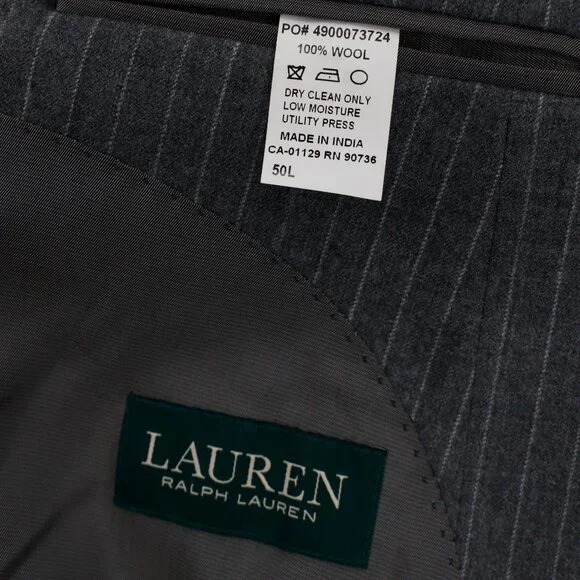 PO# 4900073724
100% WOOL
DRY CLEAN ONLY
LOW MOISTURE
UTILITY PRESS
MADE IN INDIA
CA-01129 RN 90736
50L
LAUREN
RALPH LAUREN